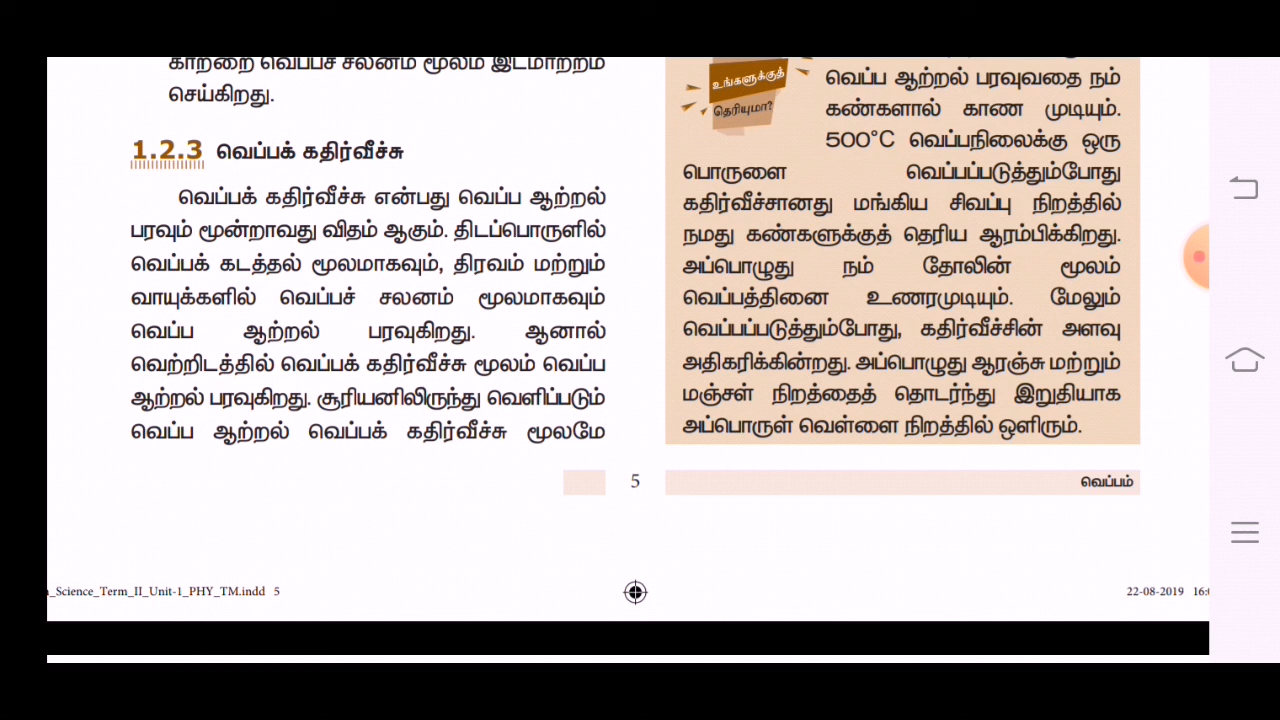 காற்றை வெப்பச் சலனம் மூலம் இடமாற்றம்
செய்கிறது.
1.2.3 வெப்பக் கதிர்வீச்சு
வெப்பக் கதிர்வீச்சு என்பது வெப்ப ஆற்றல்
பரவும் மூன்றாவது விதம் ஆகும். திடப்பொருளில்
வெப்பக் கடத்தல் மூலமாகவும், திரவம் மற்றும்
வாயுக்களில் வெப்பச் சலனம் மூலமாகவும்
வெப்ப ஆற்றல் பரவுகிறது. ஆனால்
வெற்றிடத்தில் வெப்பக் கதிர்வீச்சு மூலம் வெப்ப
ஆற்றல் பரவுகிறது. சூரியனிலிருந்து வெளிப்படும்
வெப்ப ஆற்றல் வெப்பக் கதிர்வீச்சு மூலமே
உங்களுக்குத்
தெரியுமா?
வெப்ப ஆற்றல் பரவுவதை நம்
கண்களால் காண முடியும்.
500°C வெப்பநிலைக்கு ஒரு
பொருளை வெப்பப்படுத்தும்போது
கதிர்வீச்சானது மங்கிய சிவப்பு நிறத்தில்
நமது கண்களுக்குத் தெரிய ஆரம்பிக்கிறது.
அப்பொழுது நம் தோலின் மூலம்
வெப்பத்தினை உணரமுடியும். மேலும்
வெப்பப்படுத்தும்போது, கதிர்வீச்சின் அளவு
அதிகரிக்கின்றது. அப்பொழுது ஆரஞ்சு மற்றும்
மஞ்சள் நிறத்தைத் தொடர்ந்து இறுதியாக
அப்பொருள் வெள்ளை நிறத்தில் ஒளிரும்.
5 வெப்பம்
_Science_Term_II_Unit-1_PHY_TM.indd 5
22-08-2019 16: